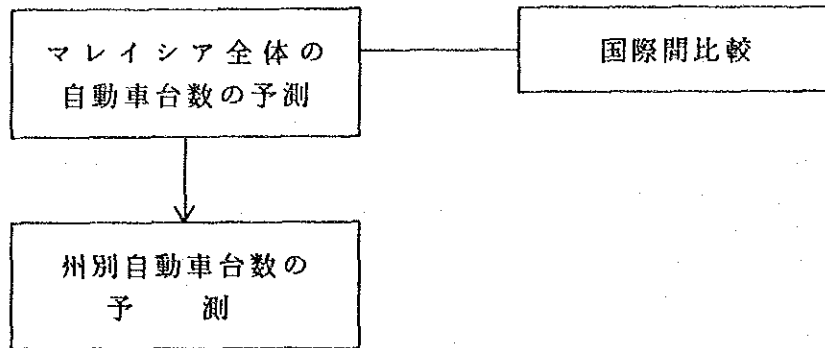 マレイシア全体の
自動車台数の予測
国際間比較
州別自動車台数の
予 測